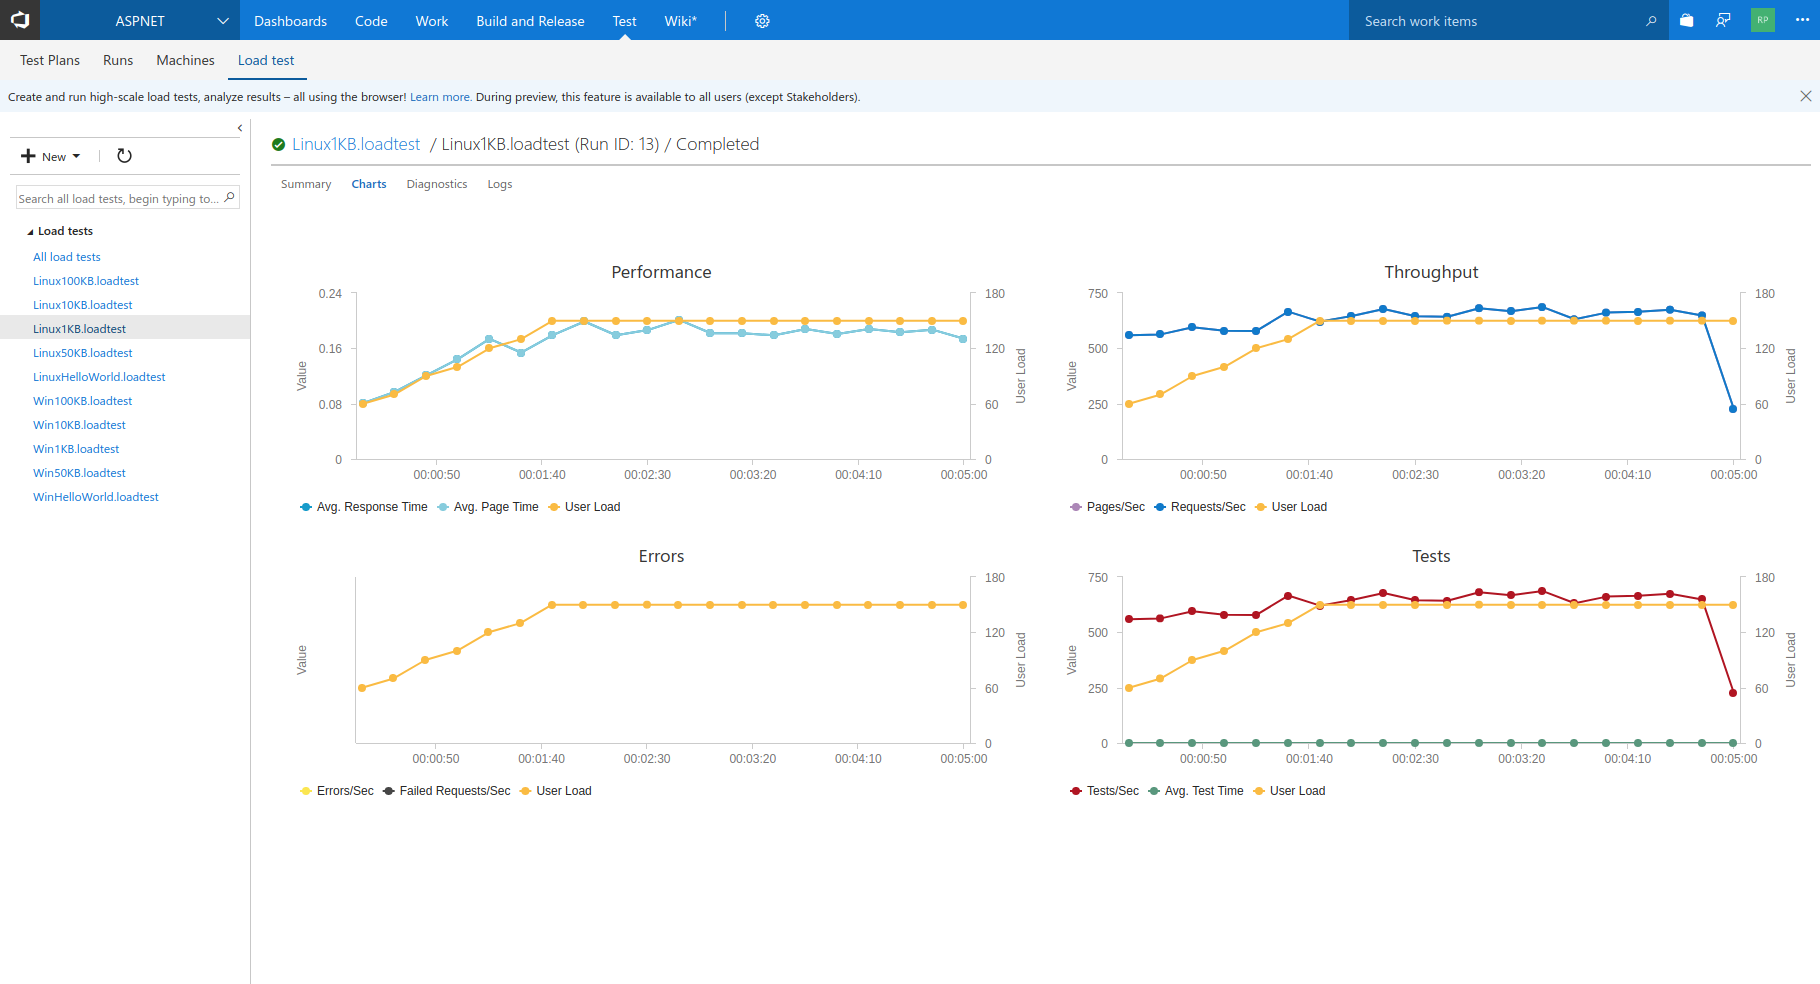 ASPNET Dashboards Code Work Build and Release Test Wiki* Search work items RP
Test Plans Runs Machines Load test
Create and run high-scale load tests, analyze results – all using the browser! Learn more. During preview, this feature is available to all users (except Stakeholders).
New
Search all load tests, begin typing to...
Load tests
All load tests
Linux100KB.loadtest
Linux10KB.loadtest
Linux1KB.loadtest
Linux50KB.loadtest
LinuxHelloWorld.loadtest
Win100KB.loadtest
Win10KB.loadtest
Win1KB.loadtest
Win50KB.loadtest
WinHelloWorld.loadtest
Linux1KB.loadtest / Linux1KB.loadtest (Run ID: 13) / Completed
Summary Charts Diagnostics Logs
Performance
0.24
0.16
0.08
0
Value
180
120
60
0
User Load
00:00:50 00:01:40 00:02:30 00:03:20 00:04:10 00:05:00
Avg. Response Time Avg. Page Time User Load
Throughput
750
500
250
0
Value
180
120
60
0
User Load
00:00:50 00:01:40 00:02:30 00:03:20 00:04:10 00:05:00
Pages/Sec Requests/Sec User Load
Errors
Value
180
120
60
0
User Load
00:00:50 00:01:40 00:02:30 00:03:20 00:04:10 00:05:00
Errors/Sec Failed Requests/Sec User Load
Tests
750
500
250
0
Value
180
120
60
0
User Load
00:00:50 00:01:40 00:02:30 00:03:20 00:04:10 00:05:00
Tests/Sec Avg. Test Time User Load